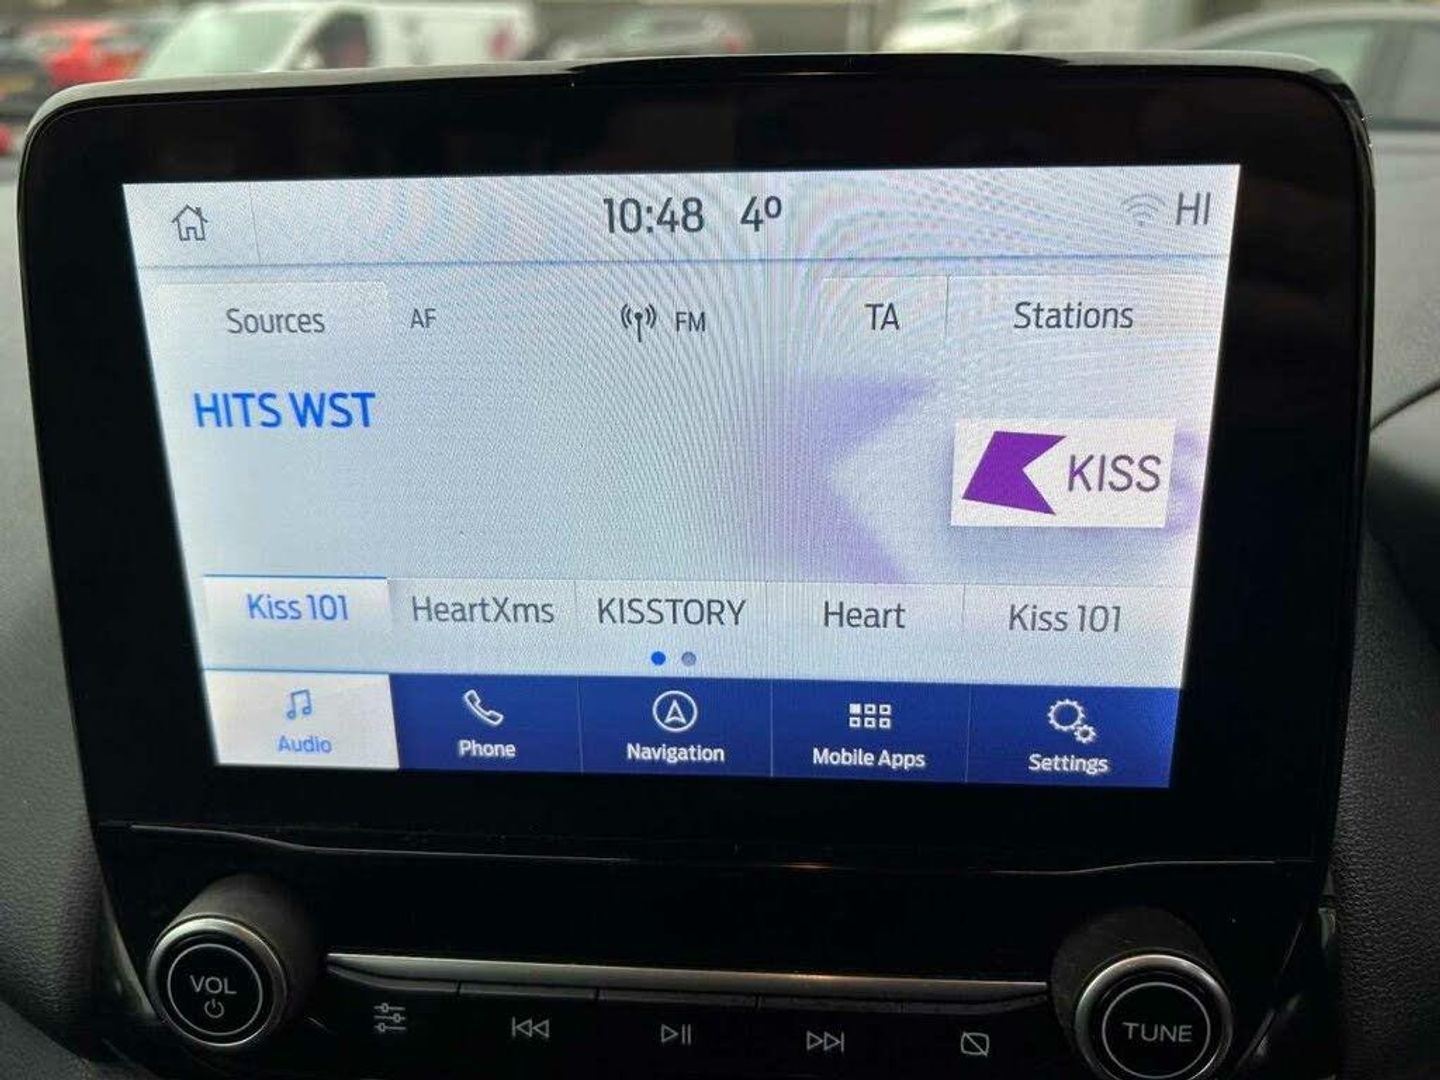 10:48 4° HI
Sources AF FM TA Stations
HITS WST
KISS
Kiss 101 HeartXms KISSTORY Heart Kiss 101
Audio Phone Navigation Mobile Apps Settings
VOL
TUNE